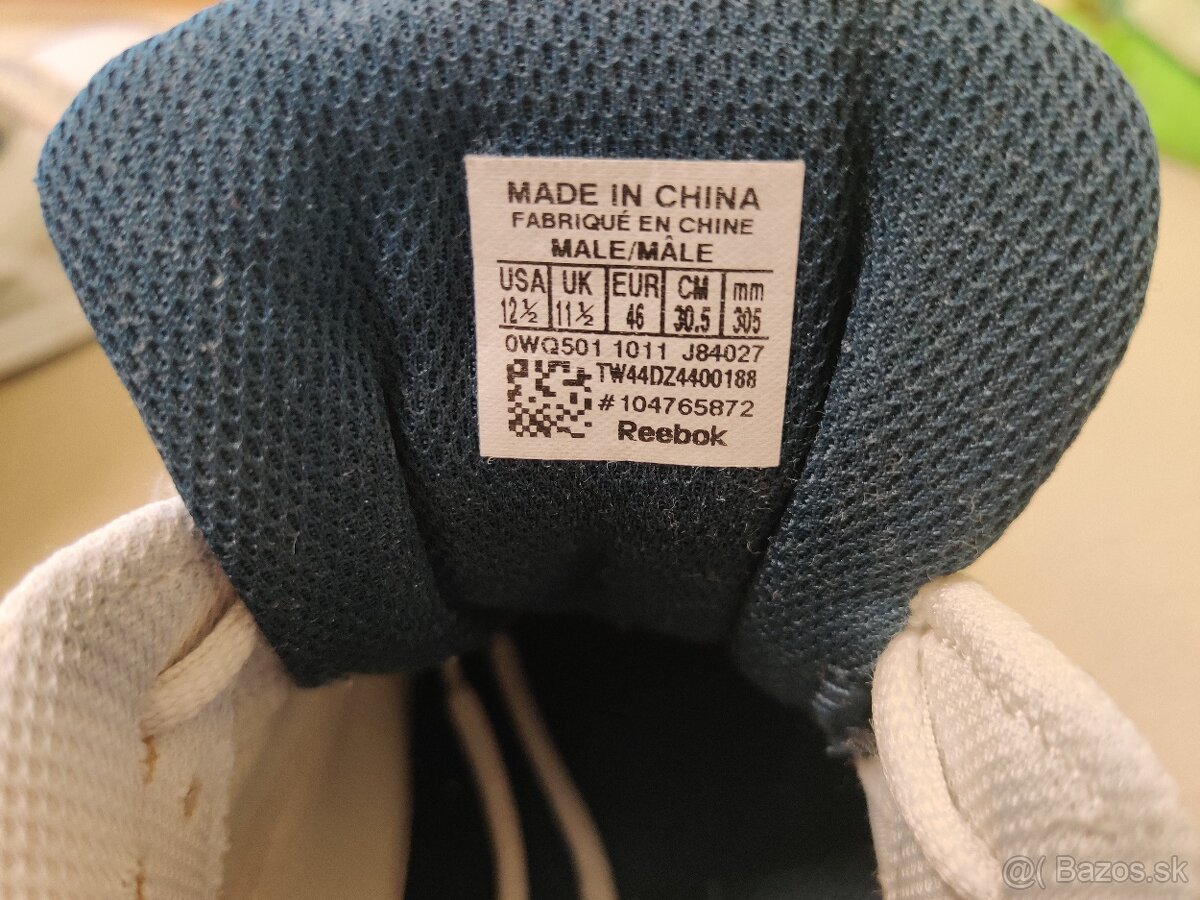 MADE IN CHINA
FABRIQUÉ EN CHINE
MALE/MÂLE
USA UK EUR CM mm
12½ 11½ 46 30.5 305
0WQ501 1011 J84027
TW44DZ4400188
#104765872
Reebok
@( Bazos.sk